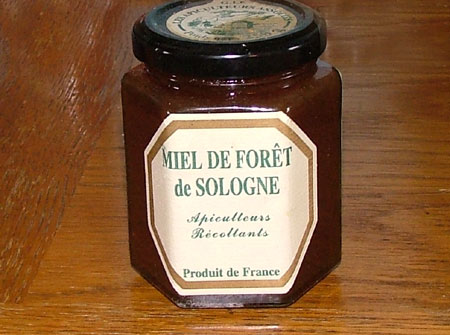 MIEL DE FORÊT
de SOLOGNE
Apiculteurs
Récoltants
Produit de France